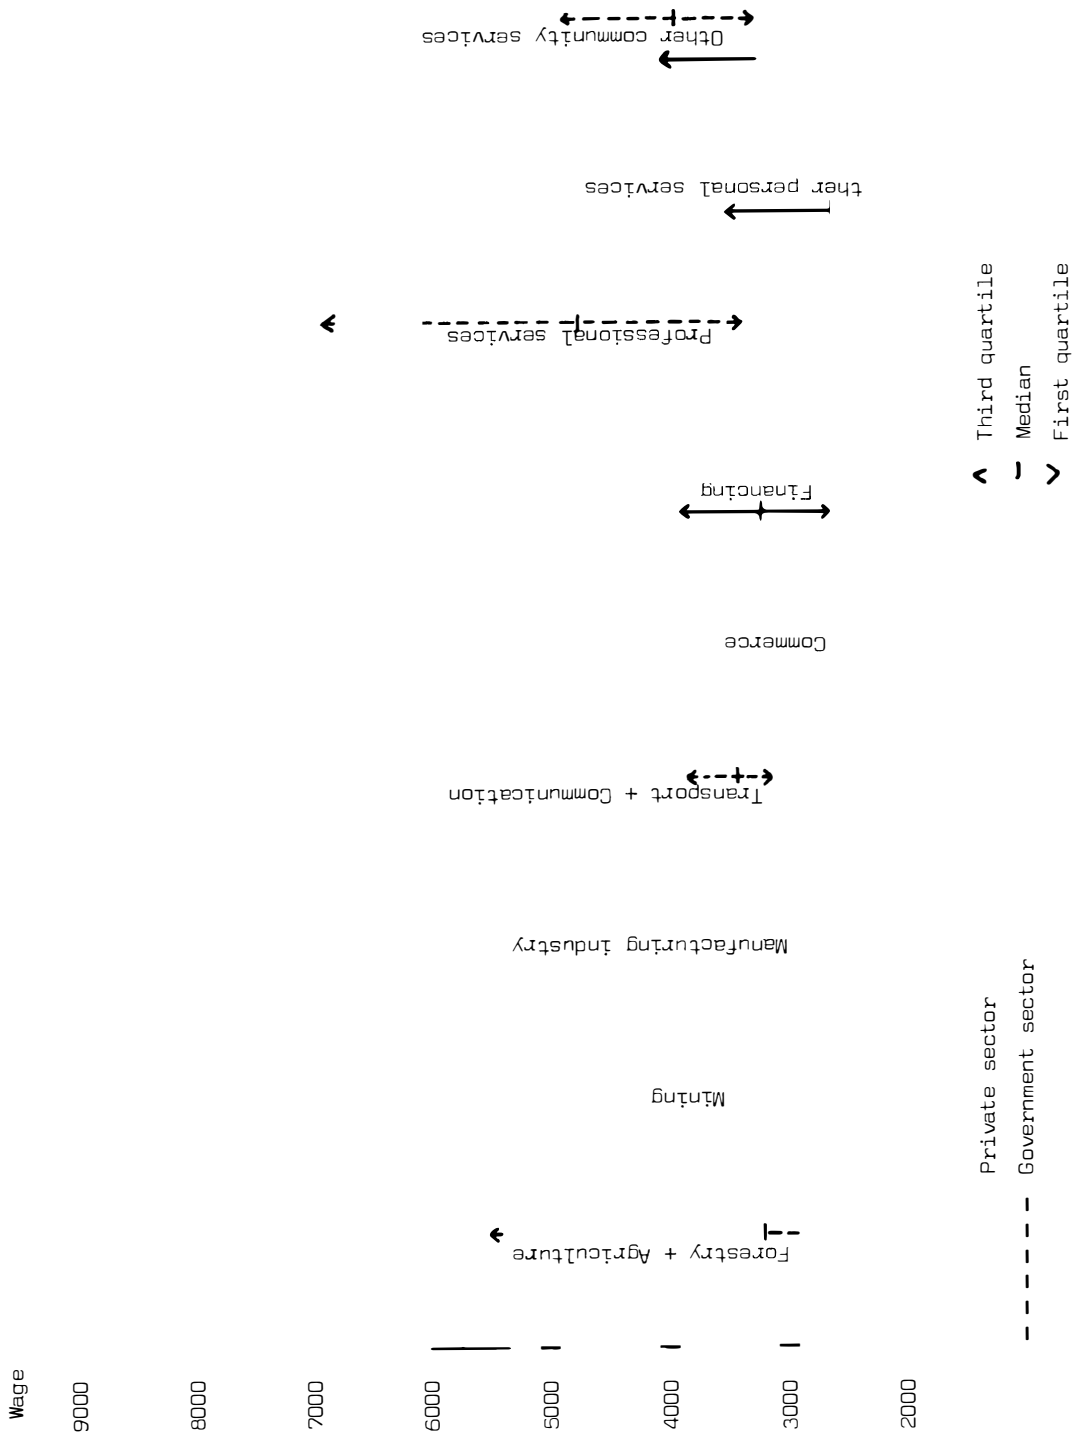 Wage
9000
8000
7000
6000
5000
4000
3000
2000
Forestry + Agriculture
Mining
Manufacturing industry
Transport + Communication
Commerce
Financing
Professional services
ther personal services
Other community services
Private sector
Government sector
Third quartile
Median
First quartile